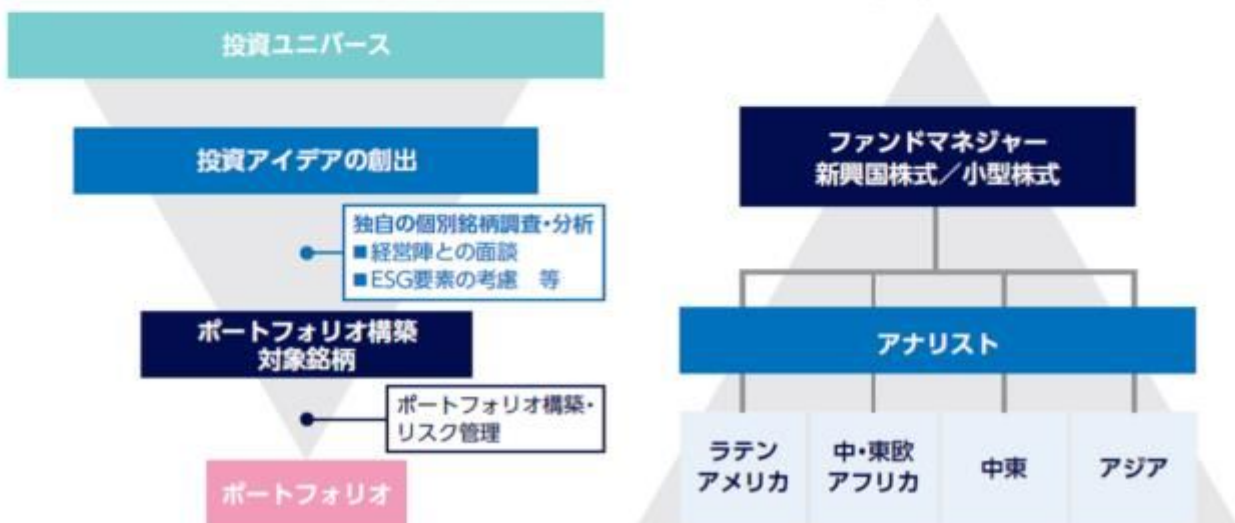 投資ユニバース
投資アイデアの創出
独自の個別銘柄調査・分析
■経営陣との面談
■ESG要素の考慮　等
ポートフォリオ構築
対象銘柄
ポートフォリオ構築・
リスク管理
ポートフォリオ
ファンドマネジャー
新興国株式／小型株式
アナリスト
ラテン
アメリカ
中・東欧
アフリカ
中東
アジア